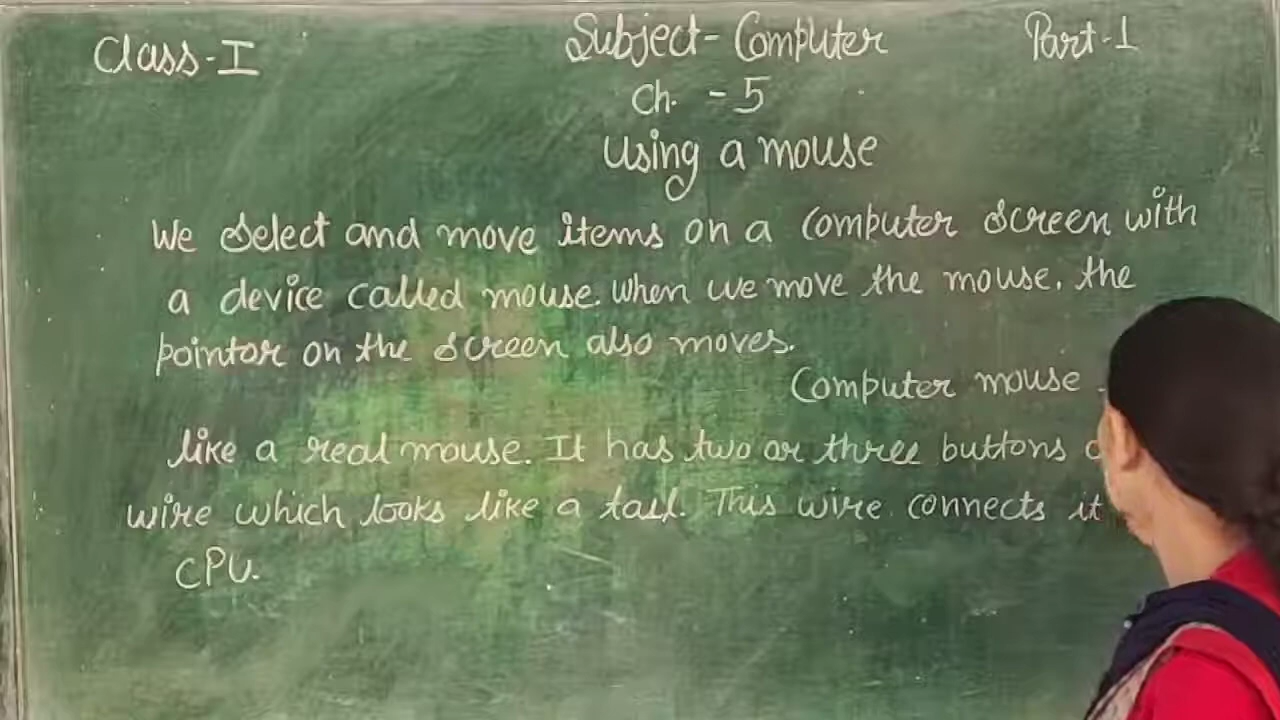 Class-I Subject- Computer Part-1
Ch. - 5
Using a mouse
We select and move items on a computer screen with
a device called mouse. When we move the mouse. the
pointor on the screen also moves.
Computer mouse
like a real mouse. It has two or three buttons
wire which looks like a tail. This wire connects it
CPU.